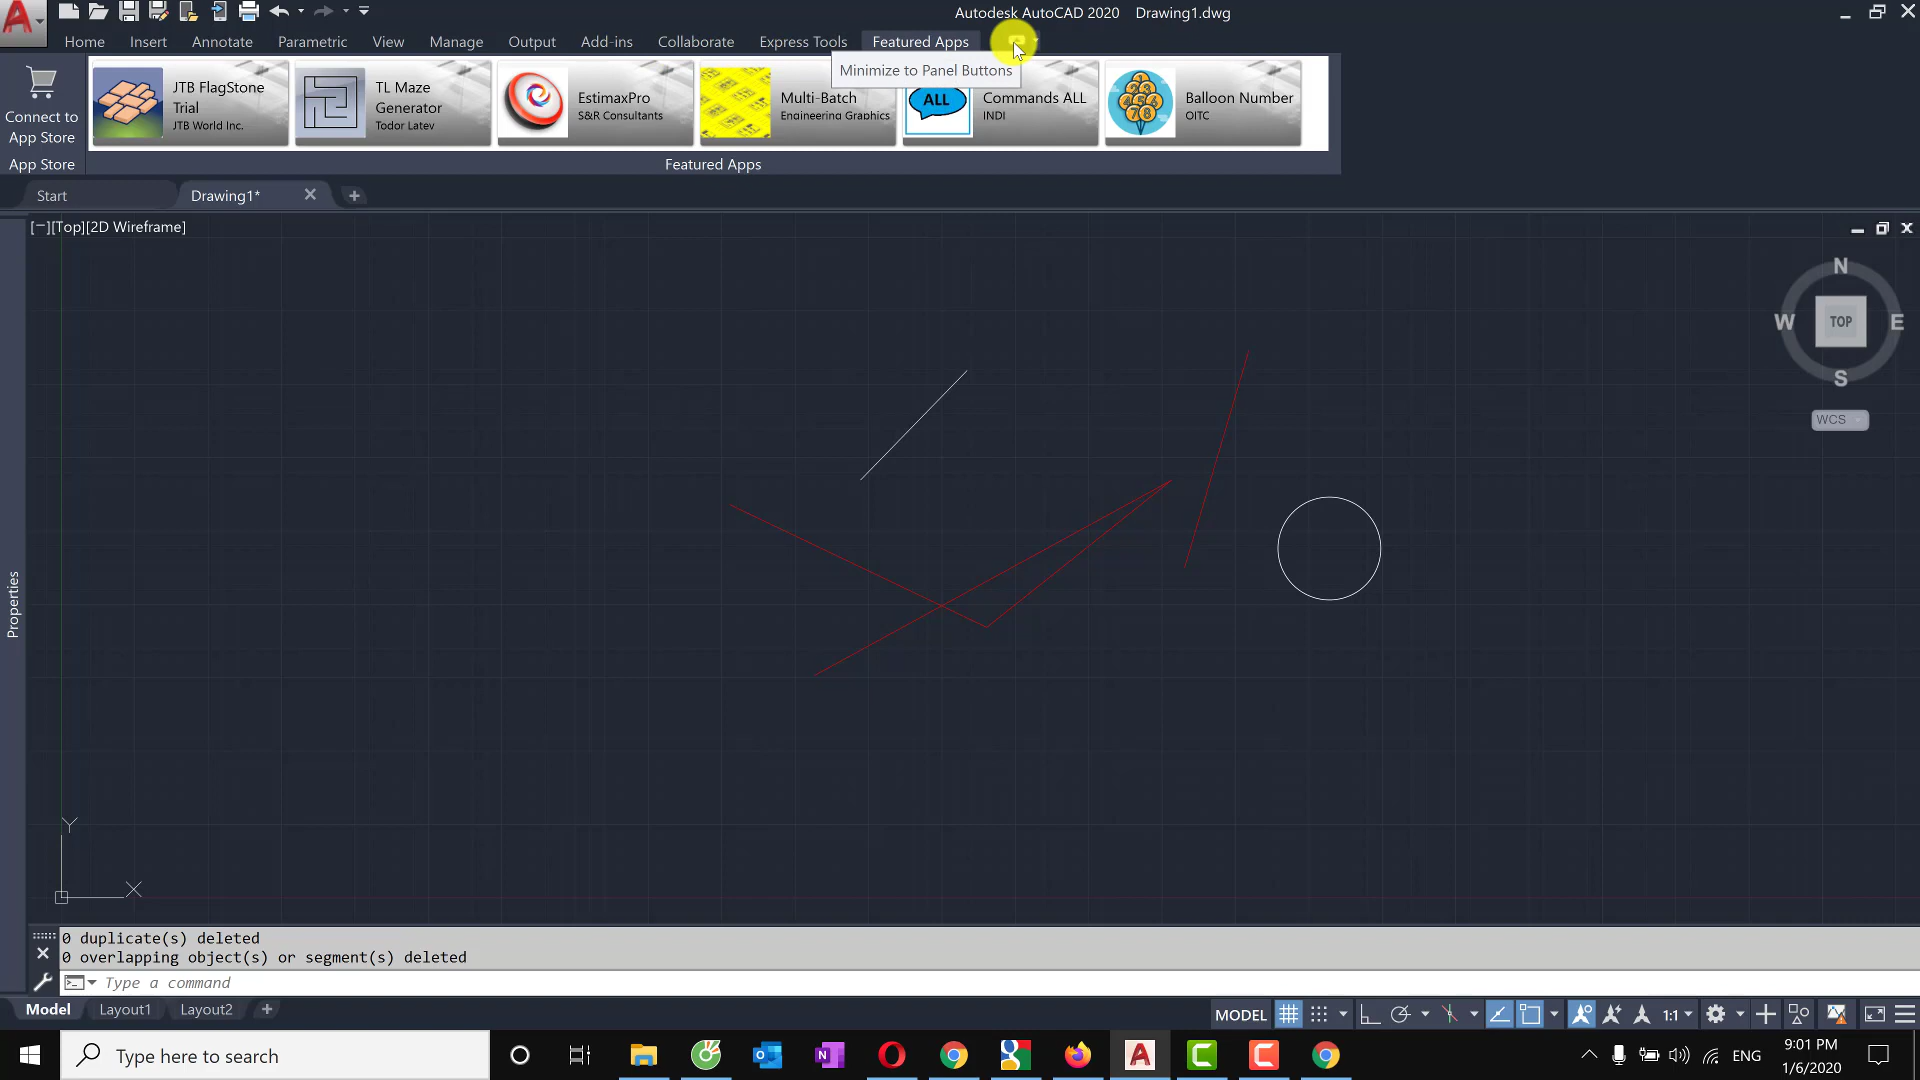 Autodesk AutoCAD 2020 Drawing1.dwg
Home Insert Annotate Parametric View Manage Output Add-ins Collaborate Express Tools Featured Apps
Minimize to Panel Buttons
Connect to
App Store
JTB FlagStone
Trial
JTB World Inc.
TL Maze
Generator
Todor Latev
EstimaxPro
S&R Consultants
Multi-Batch
Engineering Graphics
ALL
Commands ALL
INDI
Balloon Number
OITC
App Store
Featured Apps
Start
Drawing1*
[−][Top][2D Wireframe]
N
W TOP E
S
WCS
Properties
Y
X
0 duplicate(s) deleted
0 overlapping object(s) or segment(s) deleted
Type a command
Model Layout1 Layout2
MODEL 1:1
Type here to search
ENG
9:01 PM
1/6/2020